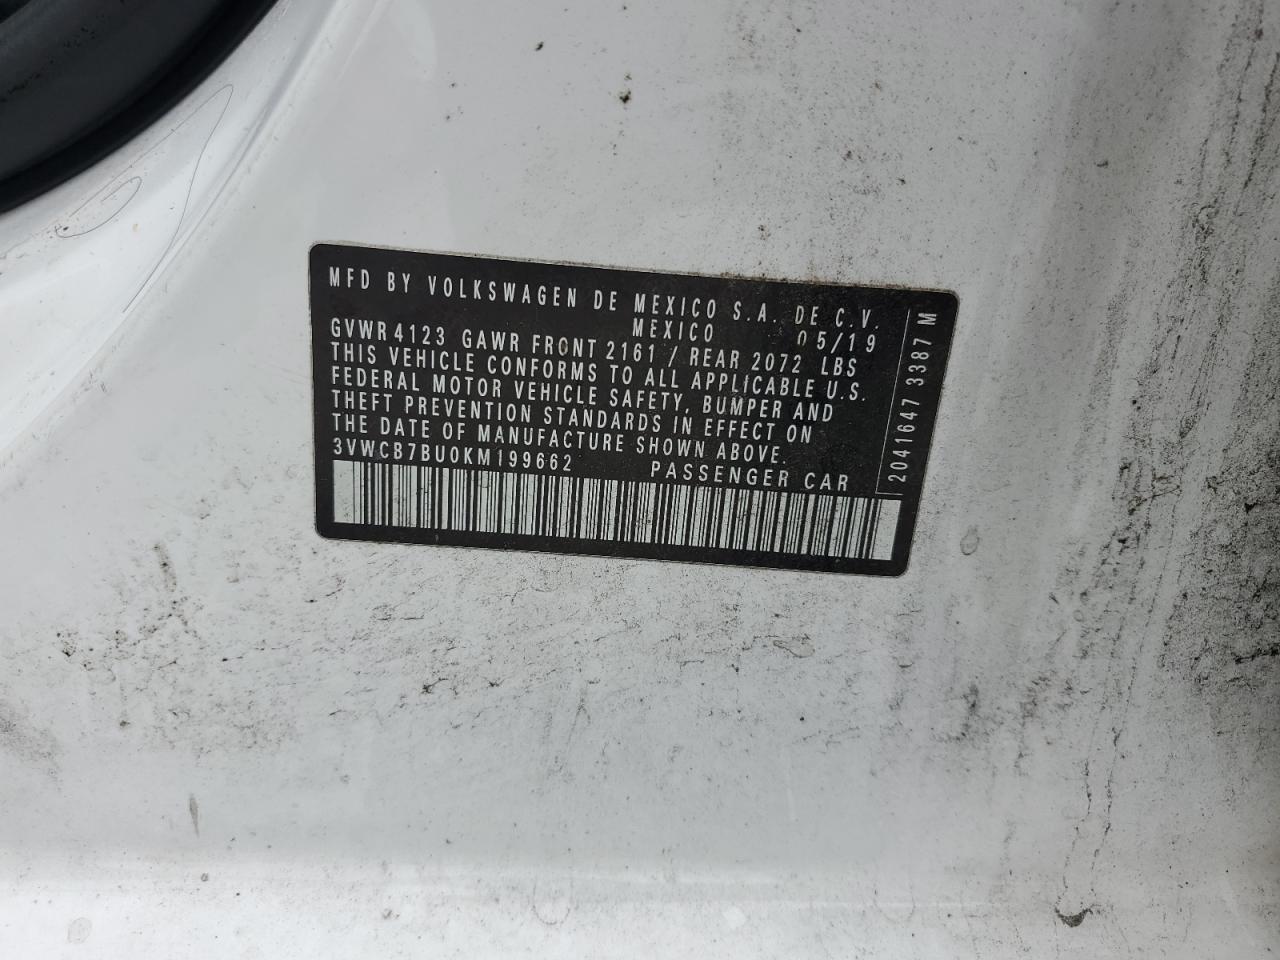 MFD BY VOLKSWAGEN DE MEXICO S.A. DE C.V.
MEXICO 05/19
GVWR 4123 GAWR FRONT 2161 / REAR 2072 LBS
THIS VEHICLE CONFORMS TO ALL APPLICABLE U.S.
FEDERAL MOTOR VEHICLE SAFETY, BUMPER AND
THEFT PREVENTION STANDARDS IN EFFECT ON
THE DATE OF MANUFACTURE SHOWN ABOVE.
3VWCB7BU0KM199662 PASSENGER CAR
2041647 3387 M